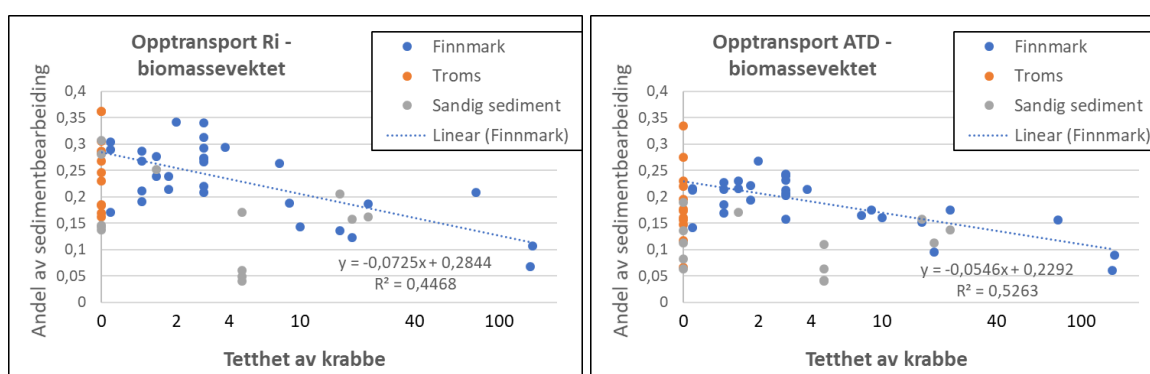 Opptransport Ri -
biomassevektet
Finnmark
Troms
Sandig sediment
Linear (Finnmark)
Andel av sedimentbearbeiding
0,4
0,35
0,3
0,25
0,2
0,15
0,1
0,05
0
y = -0,0725x + 0,2844
R² = 0,4468
0 2 4 10 40 100
Tetthet av krabbe
Opptransport ATD -
biomassevektet
Finnmark
Troms
Sandig sediment
Linear (Finnmark)
Andel av sedimentbearbeiding
0,4
0,35
0,3
0,25
0,2
0,15
0,1
0,05
0
y = -0,0546x + 0,2292
R² = 0,5263
0 2 4 10 40 100
Tetthet av krabbe